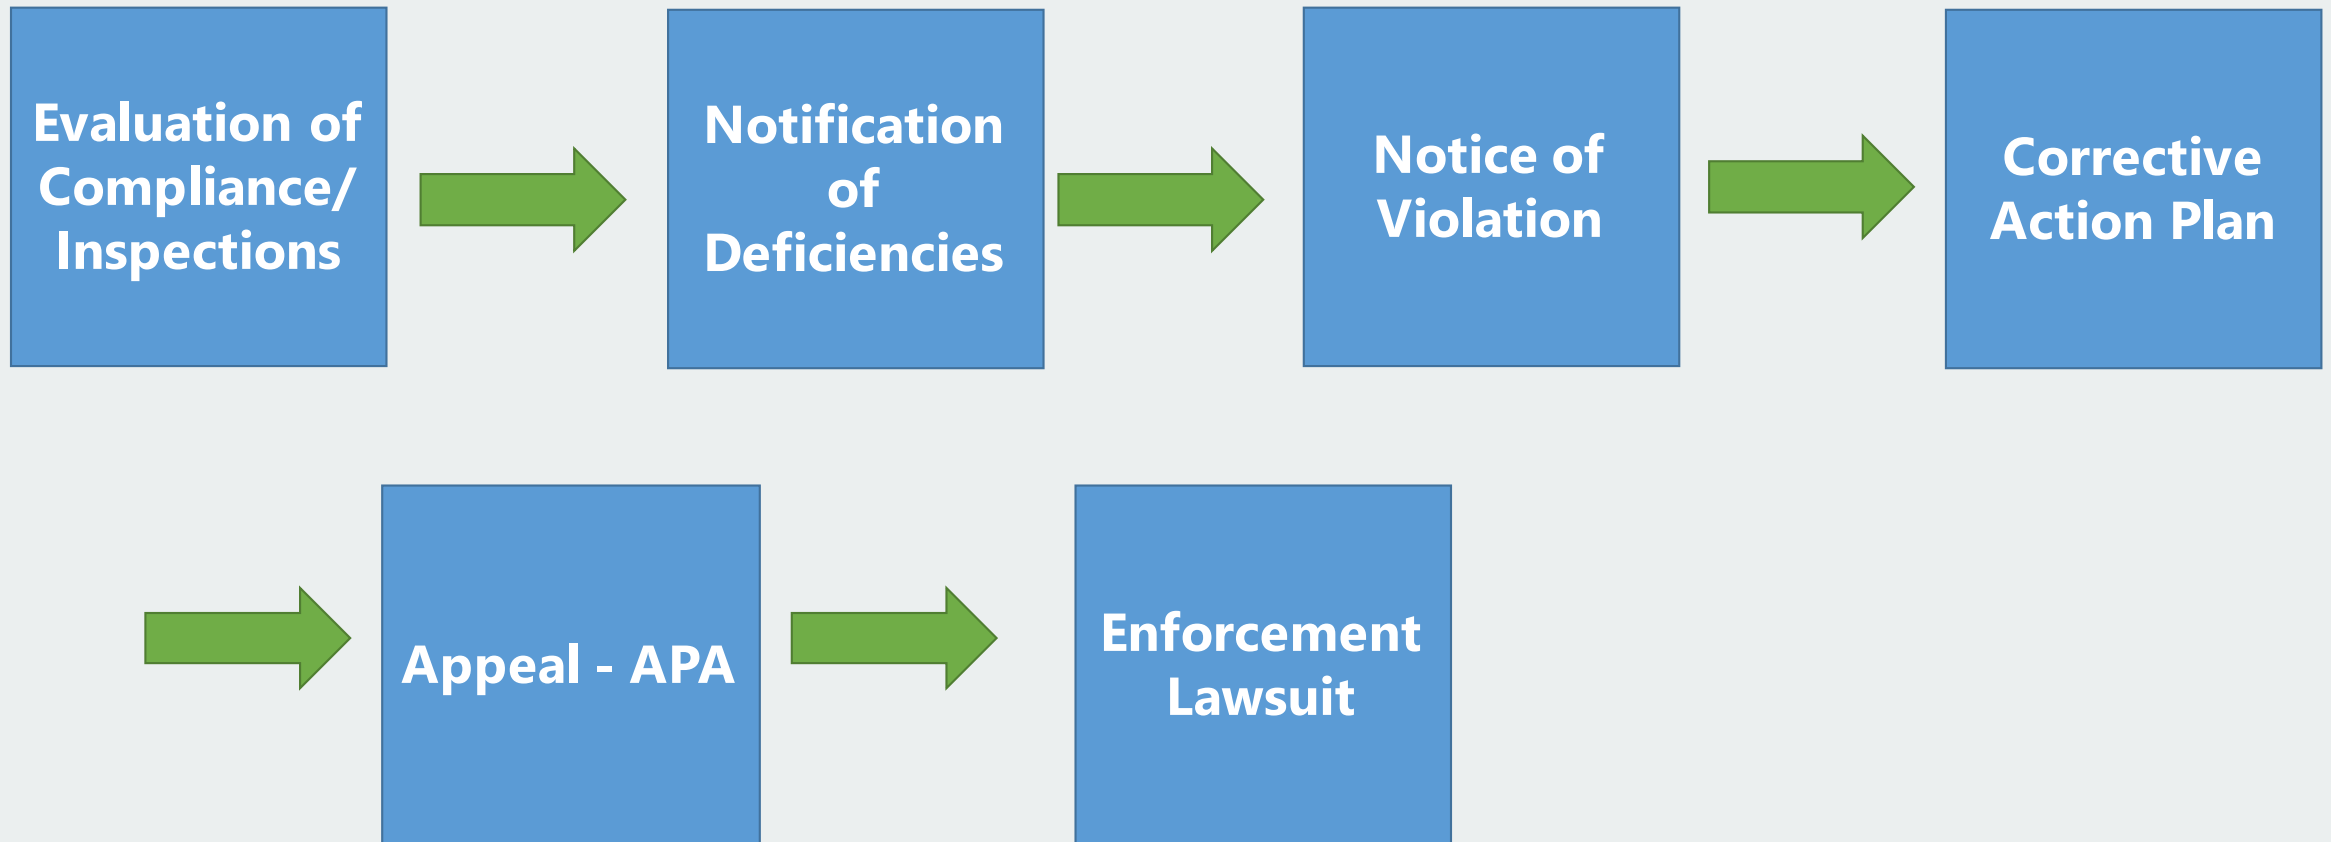 Evaluation of
Compliance/
Inspections
Notification
of
Deficiencies
Notice of
Violation
Corrective
Action Plan
Appeal - APA
Enforcement
Lawsuit